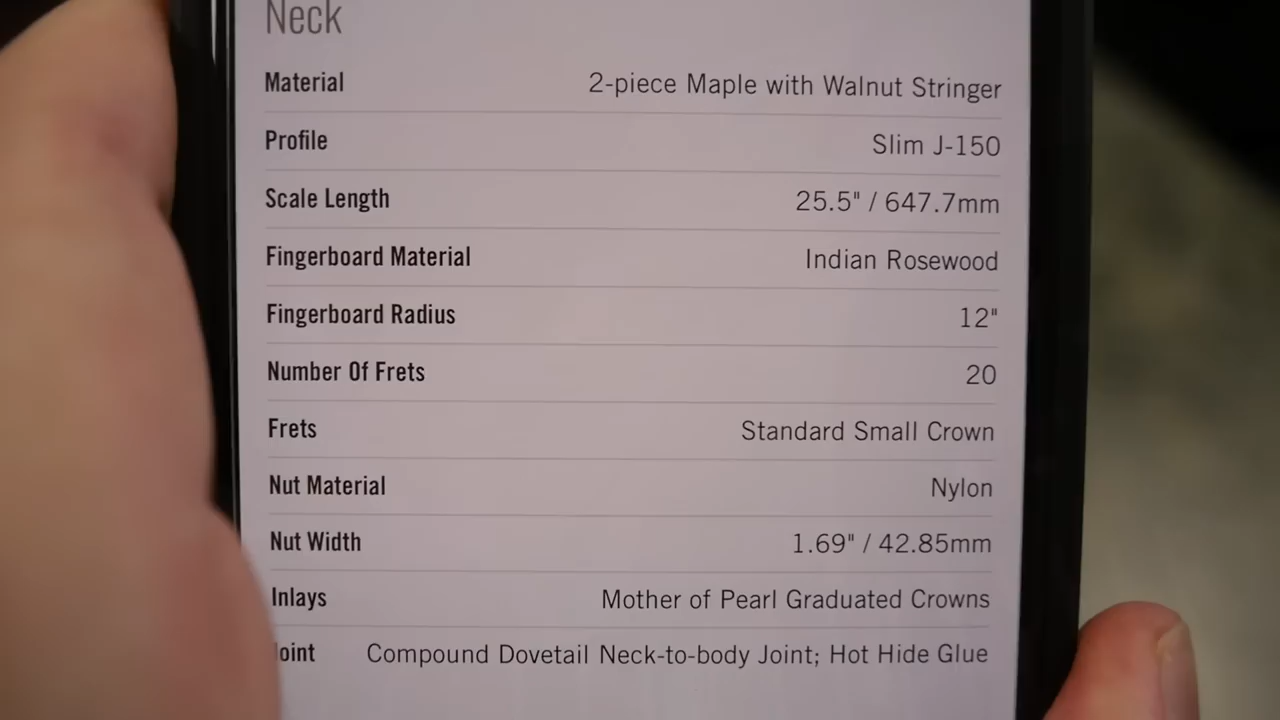 Neck
Material 2-piece Maple with Walnut Stringer
Profile Slim J-150
Scale Length 25.5" / 647.7mm
Fingerboard Material Indian Rosewood
Fingerboard Radius 12"
Number Of Frets 20
Frets Standard Small Crown
Nut Material Nylon
Nut Width 1.69" / 42.85mm
Inlays Mother of Pearl Graduated Crowns
Joint Compound Dovetail Neck-to-body Joint; Hot Hide Glue